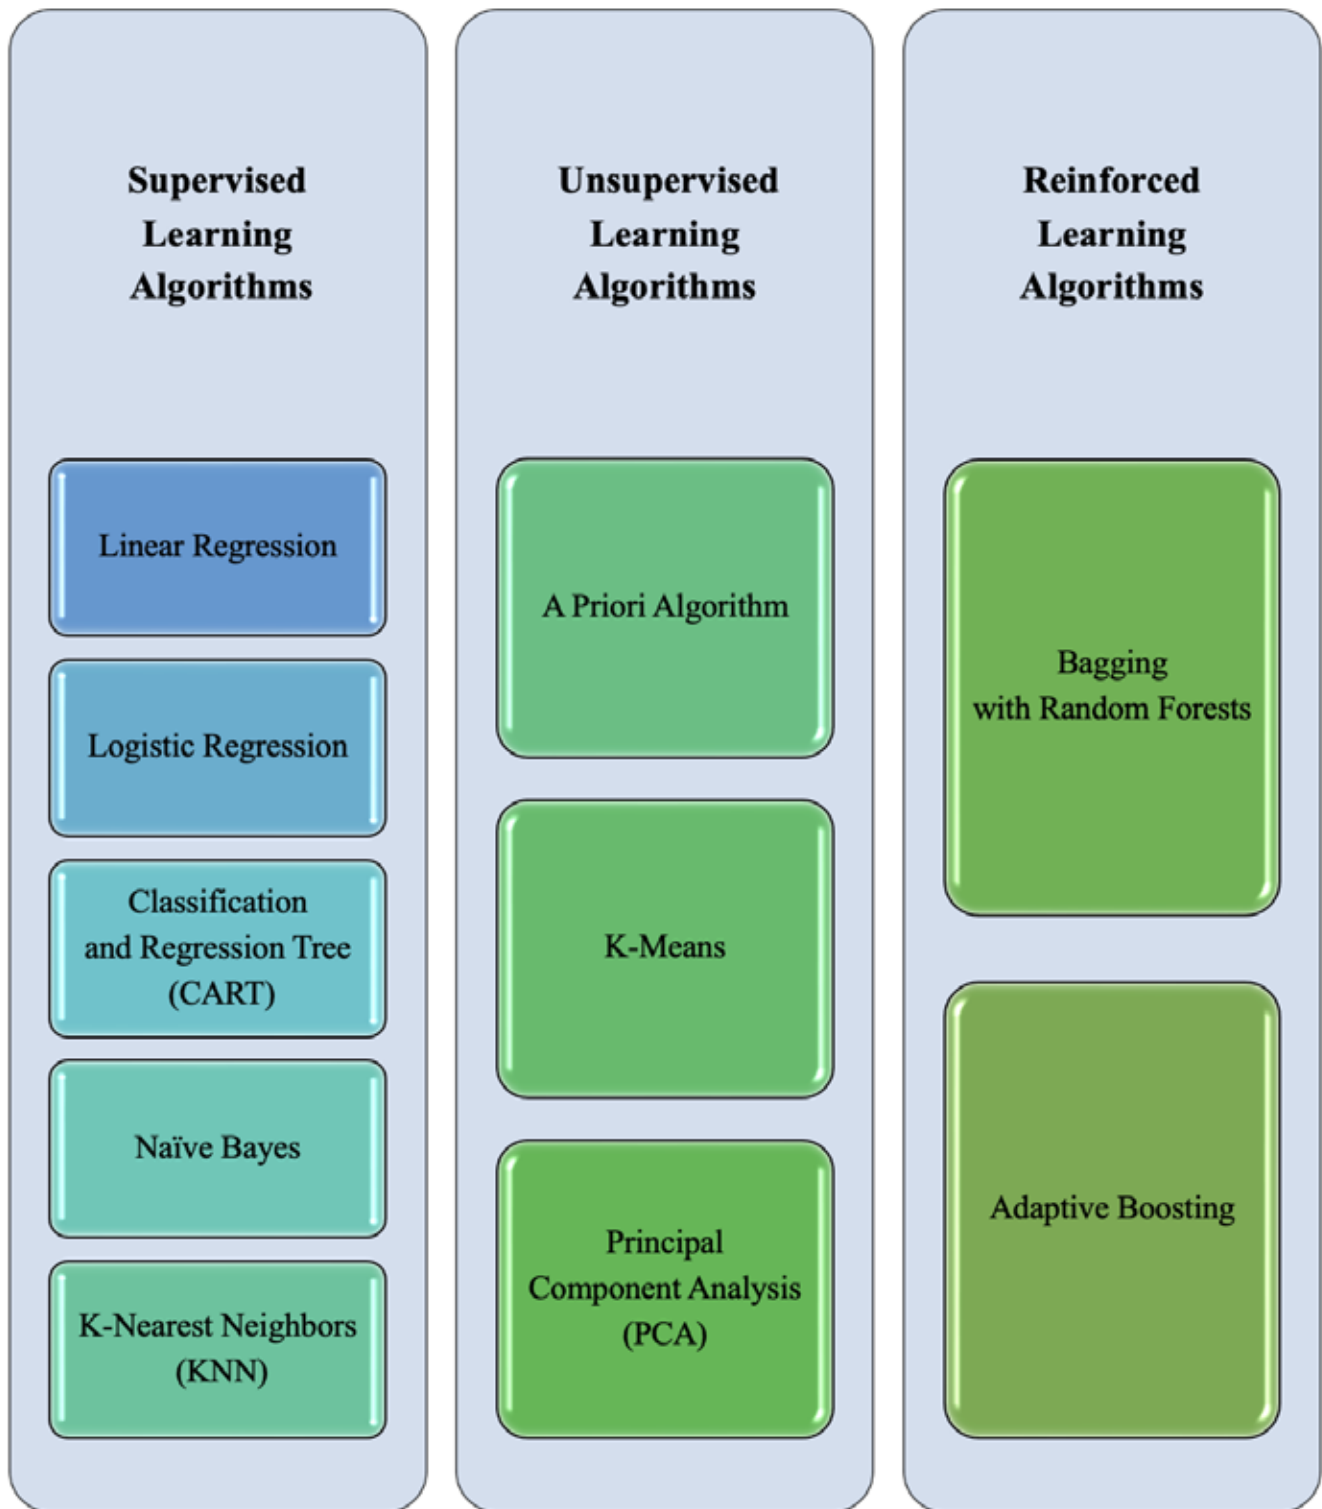 Supervised
Learning
Algorithms
Linear Regression
Logistic Regression
Classification
and Regression Tree
(CART)
Naïve Bayes
K-Nearest Neighbors
(KNN)
Unsupervised
Learning
Algorithms
A Priori Algorithm
K-Means
Principal
Component Analysis
(PCA)
Reinforced
Learning
Algorithms
Bagging
with Random Forests
Adaptive Boosting